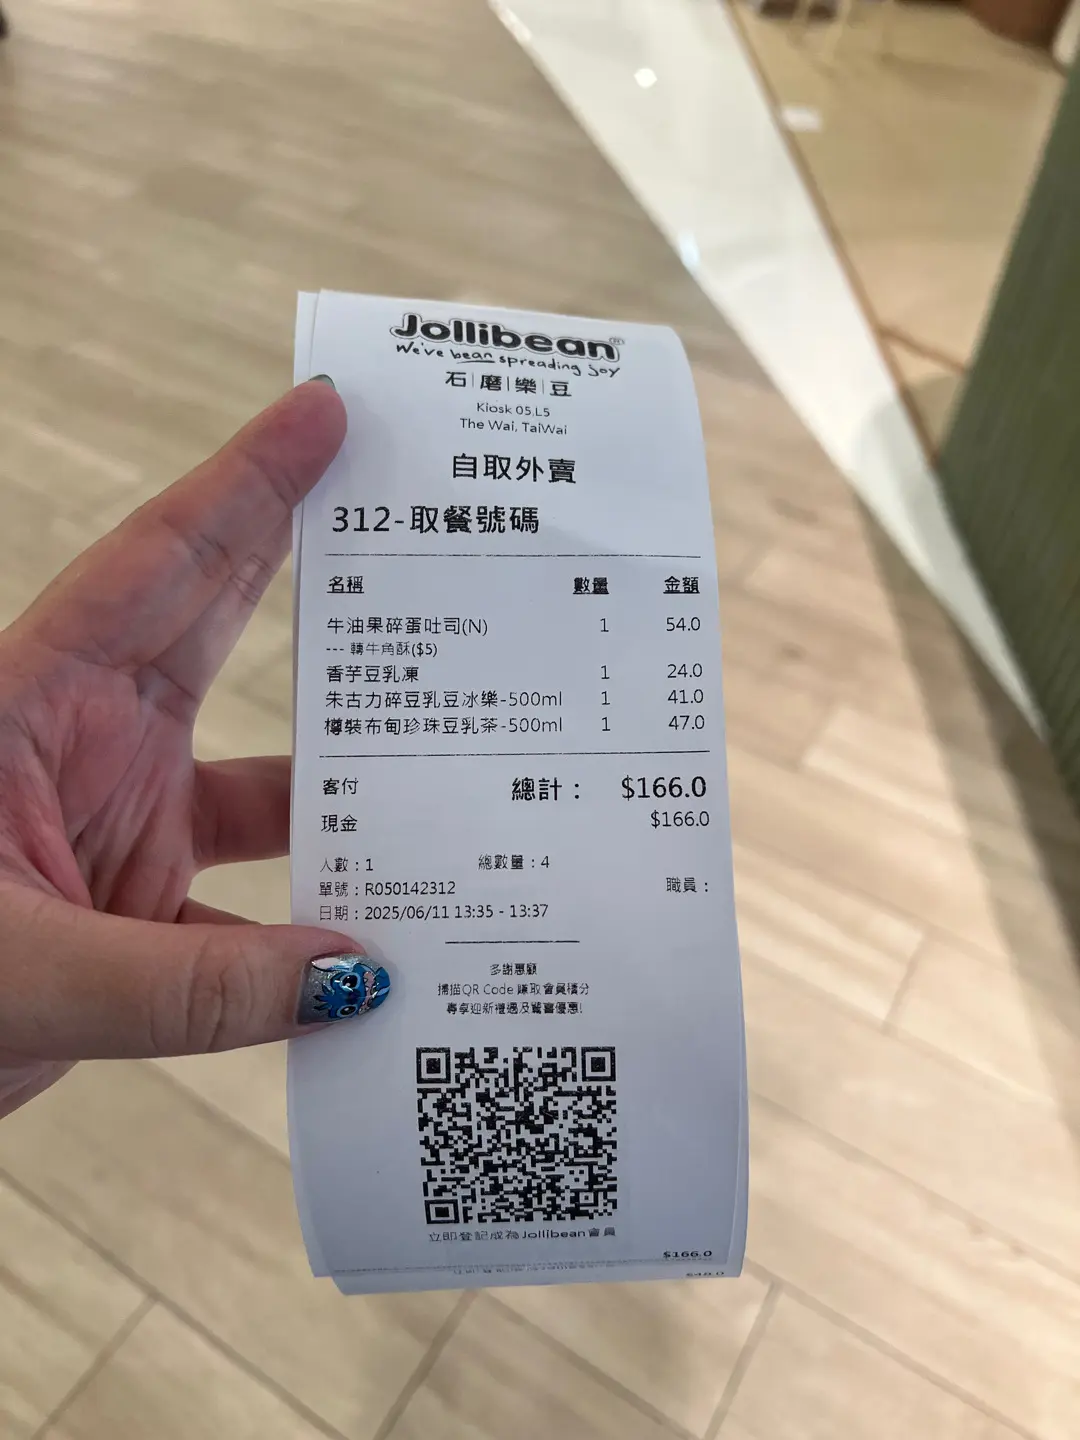 Jollibean®
We've bean spreading joy
石|磨|樂|豆
Kiosk 05,L5
The Wai, TaiWai
自取外賣
312-取餐號碼
名稱 數量 金額
牛油果碎蛋吐司(N) 1 54.0
--- 轉牛角酥($5)
香芋豆乳凍 1 24.0
朱古力碎豆乳豆冰樂-500ml 1 41.0
樽裝布甸珍珠豆乳茶-500ml 1 47.0
客付 總計： $166.0
現金 $166.0
人數：1 總數量：4
單號：R050142312 職員：
日期：2025/06/11 13:35 - 13:37
多謝惠顧
掃描QR Code 賺取會員積分
專享迎新禮遇及驚喜優惠!
立即登記成為Jollibean會員
$166.0